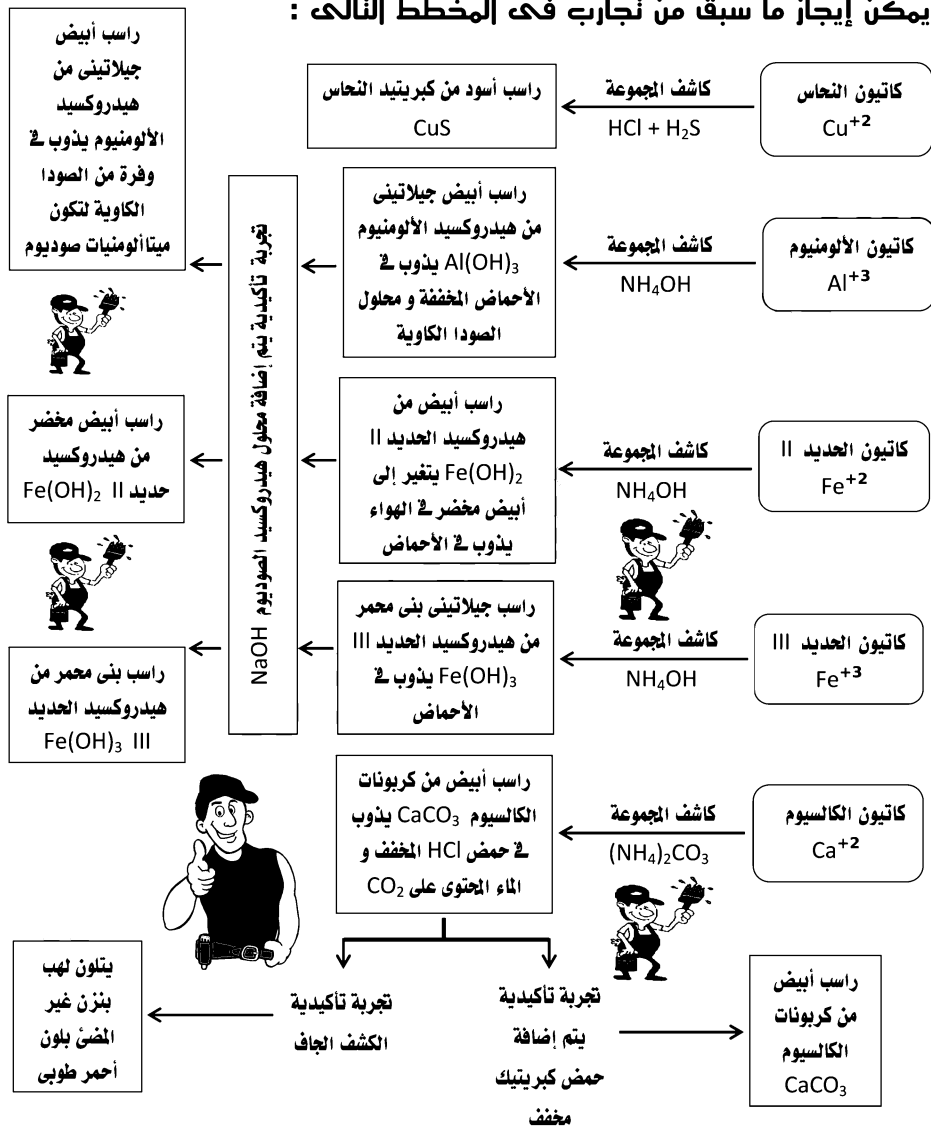 يمكن إيجاز ما سبق من تجارب فى المخطط التالى :
كاتيون النحاس
Cu+2
كاشف المجموعة
HCl + H2S
راسب أسود من كبريتيد النحاس
CuS
كاتيون الألومنيوم
Al+3
كاشف المجموعة
NH4OH
راسب أبيض جيلاتينى
من هيدروكسيد الألومنيوم
Al(OH)3 يذوب فى
الأحماض المخففة و محلول
الصودا الكاوية
تجربة تأكيدية يتم إضافة محلول هيدروكسيد الصوديوم NaOH
راسب أبيض
جيلاتينى من
هيدروكسيد
الألومنيوم يذوب فى
وفرة من الصودا
الكاوية لتكون
ميتاألومنيات صوديوم
كاتيون الحديد II
Fe+2
كاشف المجموعة
NH4OH
راسب أبيض من
هيدروكسيد الحديد II
Fe(OH)2 يتغير إلى
أبيض مخضر فى الهواء
يذوب فى الأحماض
راسب أبيض مخضر
من هيدروكسيد
حديد II Fe(OH)2
كاتيون الحديد III
Fe+3
كاشف المجموعة
NH4OH
راسب جيلاتينى بنى محمر
من هيدروكسيد الحديد III
Fe(OH)3 يذوب فى
الأحماض
راسب بنى محمر من
هيدروكسيد الحديد
Fe(OH)3 III
كاتيون الكالسيوم
Ca+2
كاشف المجموعة
(NH4)2CO3
راسب أبيض من كربونات
الكالسيوم CaCO3 يذوب
فى حمض HCl المخفف و
الماء المحتوى على CO2
تجربة تأكيدية
يتم إضافة
حمض كبريتيك
مخفف
راسب أبيض
من كربونات
الكالسيوم
CaCO3
تجربة تأكيدية
الكشف الجاف
يتلون لهب
بنزن غير
المضئ بلون
أحمر طوبى